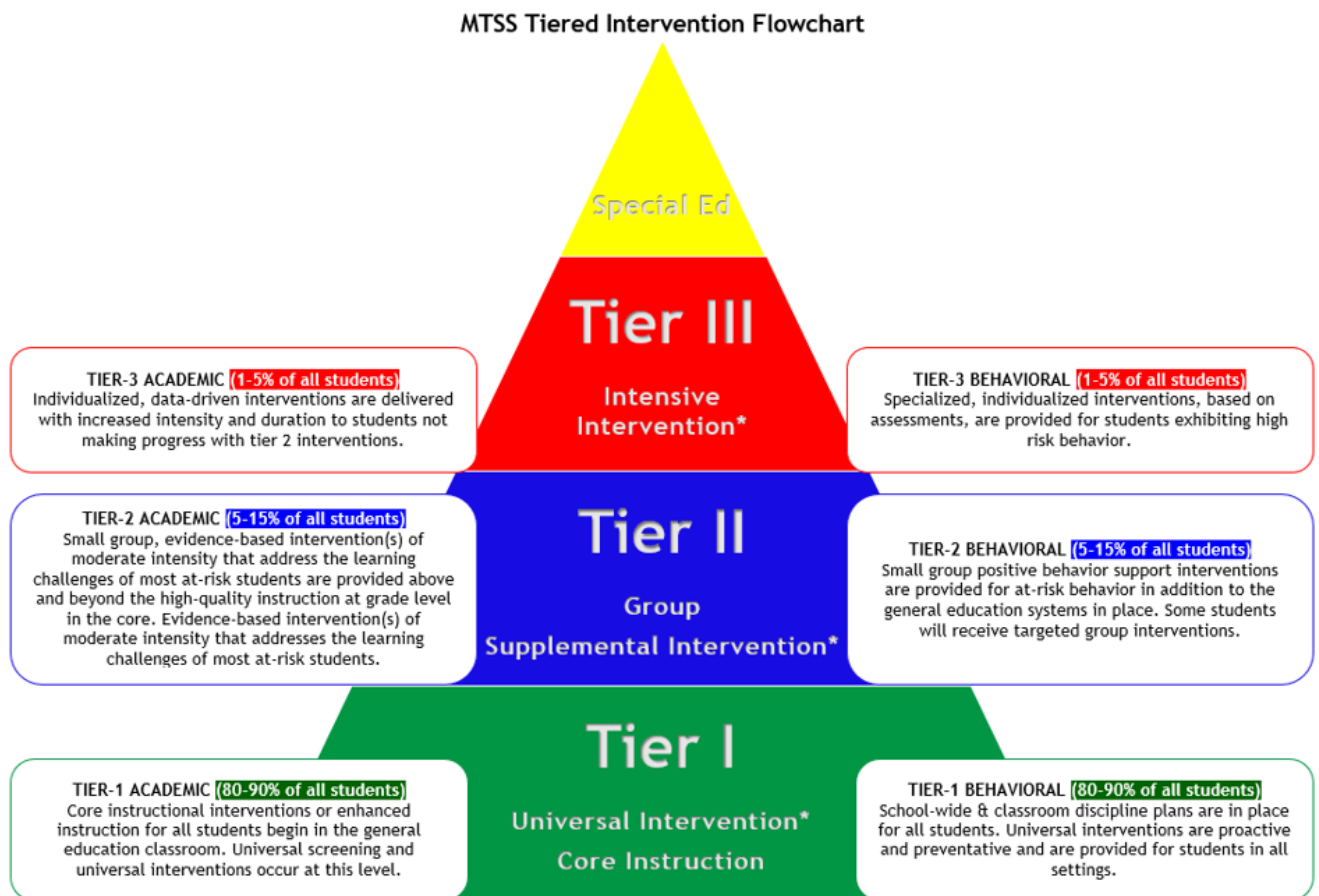 MTSS Tiered Intervention Flowchart
Special Ed
Tier III
Intensive
Intervention*
TIER-3 ACADEMIC (1-5% of all students)
Individualized, data-driven interventions are delivered
with increased intensity and duration to students not
making progress with tier 2 interventions.
TIER-3 BEHAVIORAL (1-5% of all students)
Specialized, individualized interventions, based on
assessments, are provided for students exhibiting high
risk behavior.
Tier II
Group
Supplemental Intervention*
TIER-2 ACADEMIC (5-15% of all students)
Small group, evidence-based intervention(s) of
moderate intensity that address the learning
challenges of most at-risk students are provided above
and beyond the high-quality instruction at grade level
in the core. Evidence-based intervention(s) of
moderate intensity that addresses the learning
challenges of most at-risk students.
TIER-2 BEHAVIORAL (5-15% of all students)
Small group positive behavior support interventions
are provided for at-risk behavior in addition to the
general education systems in place. Some students
will receive targeted group interventions.
Tier I
Universal Intervention*
Core Instruction
TIER-1 ACADEMIC (80-90% of all students)
Core instructional interventions or enhanced
instruction for all students begin in the general
education classroom. Universal screening and
universal interventions occur at this level.
TIER-1 BEHAVIORAL (80-90% of all students)
School-wide & classroom discipline plans are in place
for all students. Universal interventions are proactive
and preventative and are provided for students in all
settings.